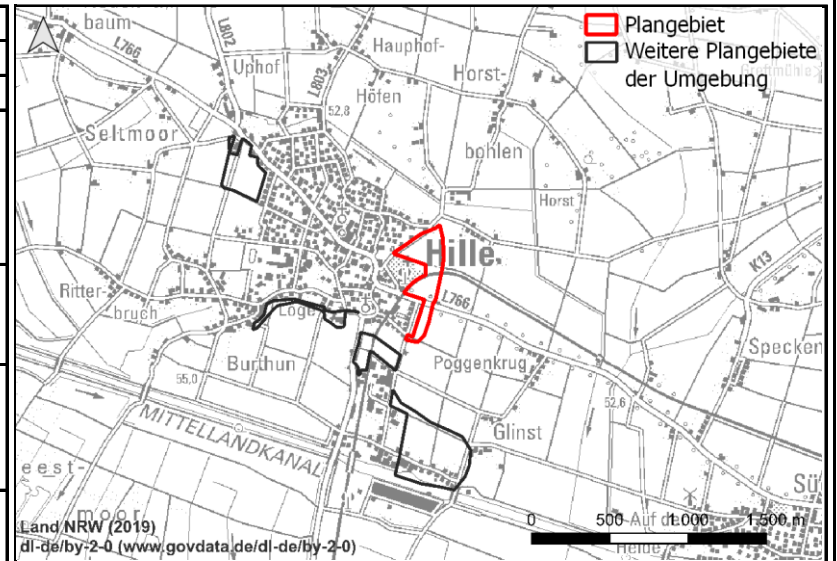 baum
L766
L802
Uphof
L803
Hauphof-
Höfen
52,8
Horst-
bohlen
Seltmoor
Horst
Hille
K13
Ritter-
bruch
Loge
L766
Burthun
Poggenkrug
Specken
55,0
52,6
MITTELLANDKANAL
Glinst
eest-
moor
Sü
Auf d
Heide
Plangebiet
Weitere Plangebiete
der Umgebung
0 500 1.000 1.500 m
Land NRW (2019)
dl-de/by-2-0 (www.govdata.de/dl-de/by-2-0)